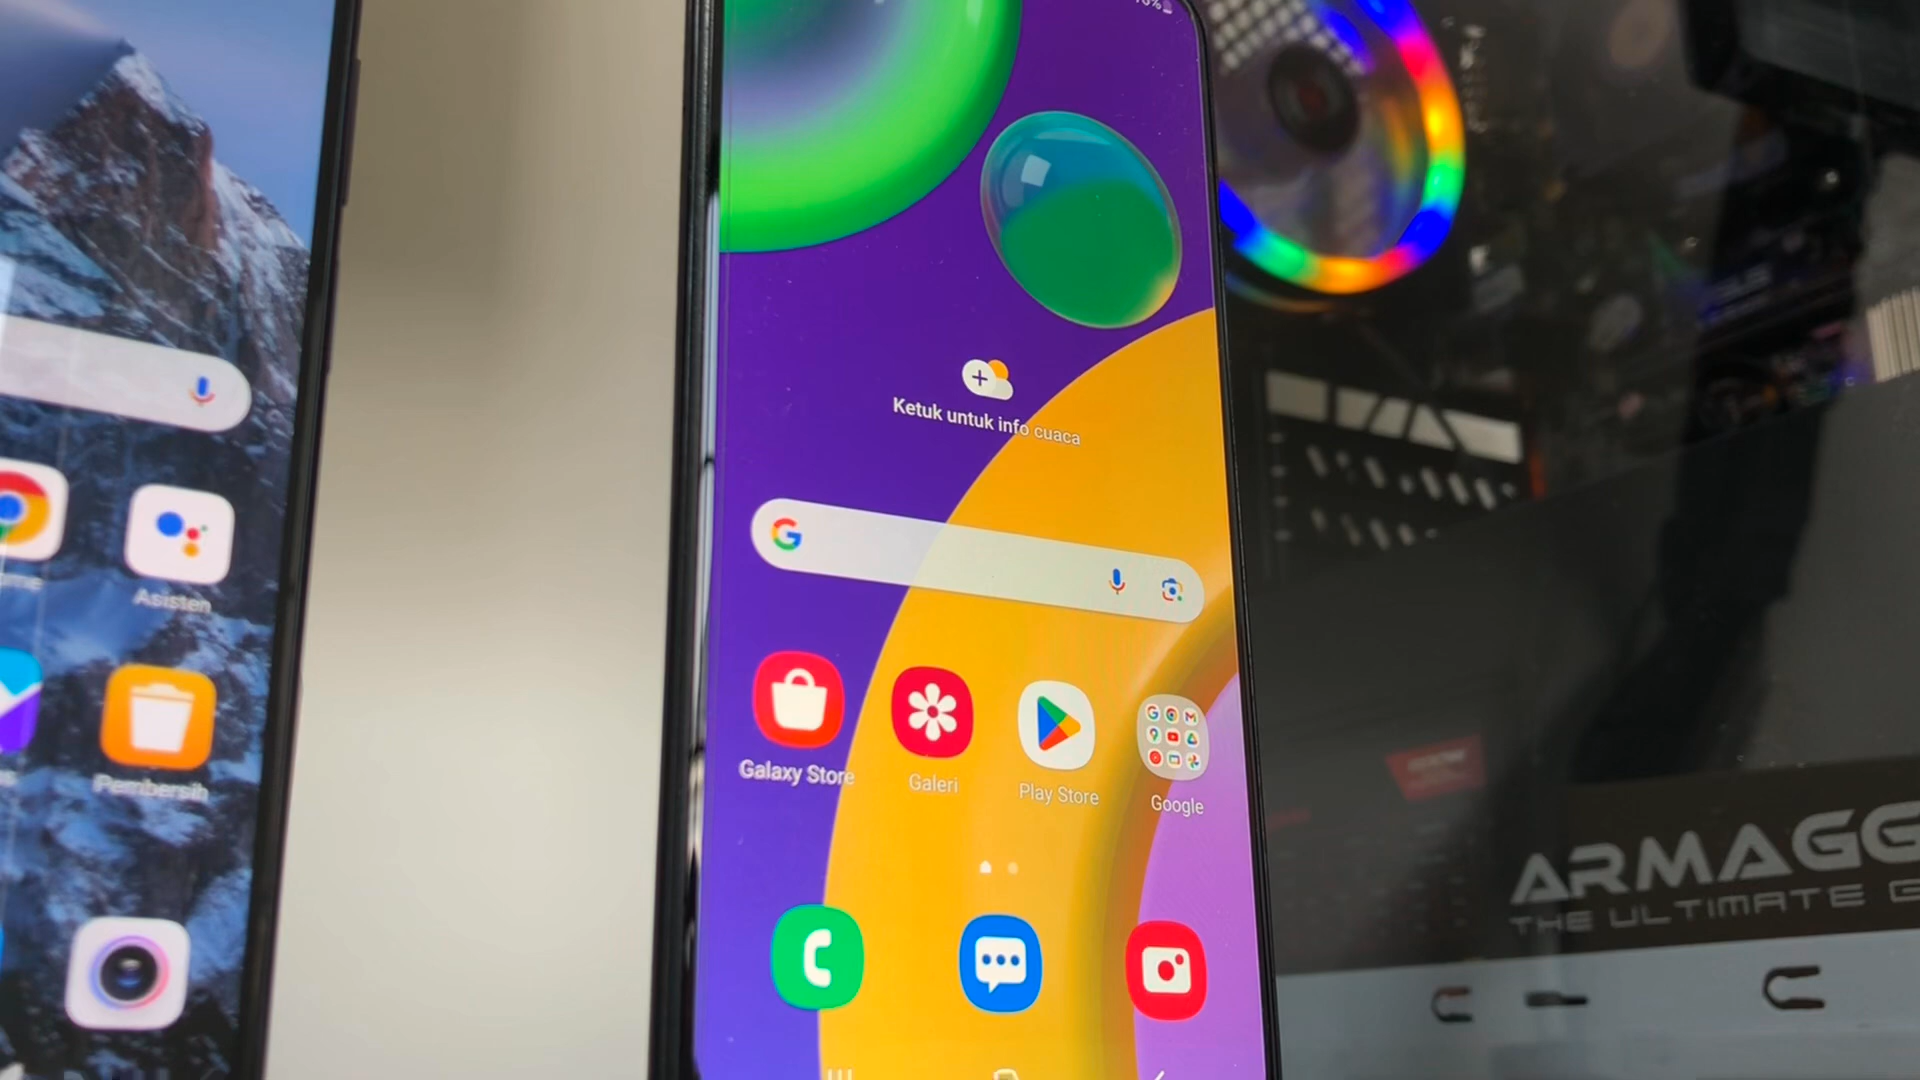 Ketuk untuk info cuaca
Asisten
Pembersih
Galaxy Store
Galeri
Play Store
Google
ARMAGG
THE ULTIMATE G